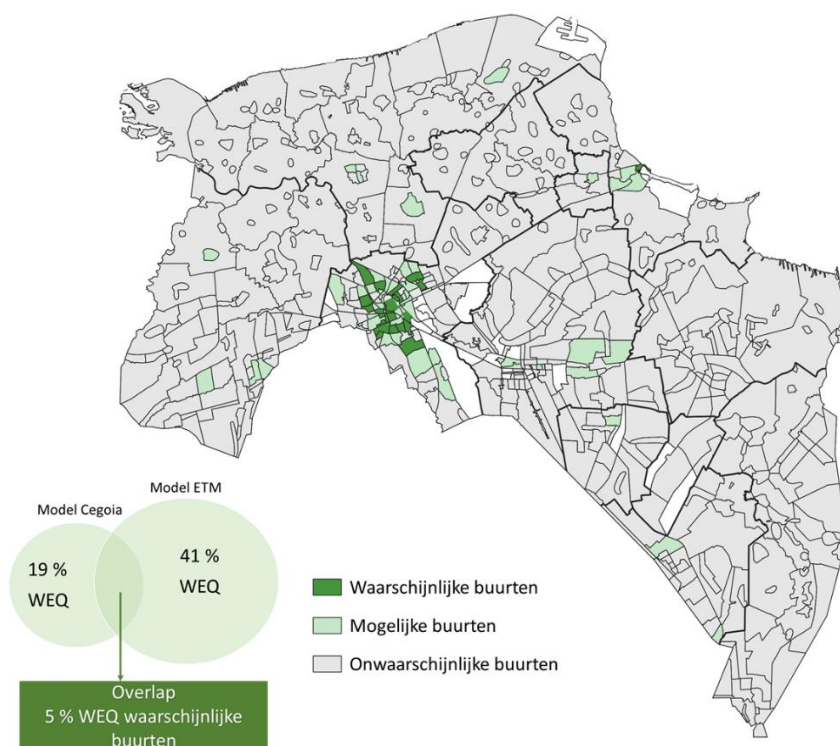 Model ETM
Model Cegoia
19 %
WEQ
41 %
WEQ
Waarschijnlijke buurten
Mogelijke buurten
Onwaarschijnlijke buurten
Overlap
5 % WEQ waarschijnlijke
buurten